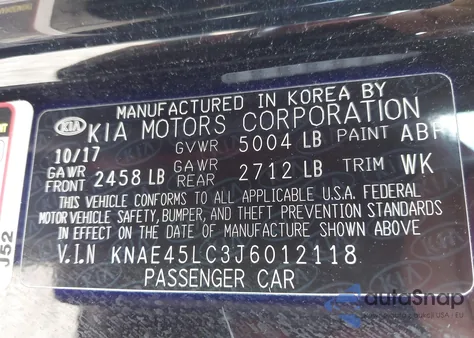 MANUFACTURED IN KOREA BY
KIA KIA MOTORS CORPORATION
10/17 GVWR 5004 LB PAINT ABP
GAWR FRONT 2458 LB GAWR REAR 2712 LB TRIM WK
THIS VEHICLE CONFORMS TO ALL APPLICABLE U.S.A. FEDERAL
MOTOR VEHICLE SAFETY, BUMPER, AND THEFT PREVENTION STANDARDS
IN EFFECT ON THE DATE OF MANUFACTURE SHOWN ABOVE
V.I.N KNAE45LC3J6012118
PASSENGER CAR
J52
autoSnap